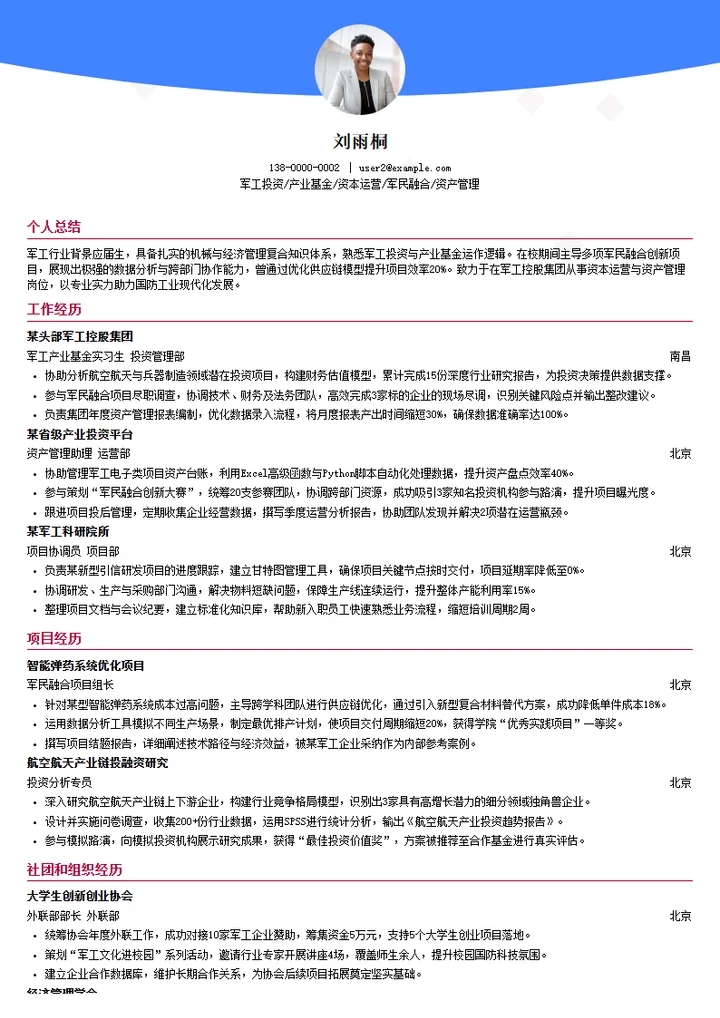 刘雨桐
138-0000-0002 | user2@example.com
军工投资/产业基金/资本运营/军民融合/资产管理
个人总结
军工行业背景应届生，具备扎实的机械与经济管理复合知识体系，熟悉军工投资与产业基金运作逻辑。在校期间主导多项军民融合创新项
目，展现出极强的数据分析与跨部门协作能力，曾通过优化供应链模型提升项目效率20%。致力于在军工控股集团从事资本运营与资产管理
岗位，以专业实力助力国防工业现代化发展。
工作经历
某头部军工控股集团
军工产业基金实习生 投资管理部 南昌
• 协助分析航空航天与兵器制造领域潜在投资项目，构建财务估值模型，累计完成15份深度行业研究报告，为投资决策提供数据支撑。
• 参与军民融合项目尽职调查，协调技术、财务及法务团队，高效完成3家标的企业的现场尽调，识别关键风险点并输出整改建议。
• 负责集团年度资产管理报表编制，优化数据录入流程，将月度报表产出时间缩短30%，确保数据准确率达100%。
某省级产业投资平台
资产管理助理 运营部 北京
• 协助管理军工电子类项目资产台账，利用Excel高级函数与Python脚本自动化处理数据，提升资产盘点效率40%。
• 参与策划“军民融合创新大赛”，统筹20支参赛团队，协调跨部门资源，成功吸引3家知名投资机构参与路演，提升项目曝光度。
• 跟进项目投后管理，定期收集企业经营数据，撰写季度运营分析报告，协助团队发现并解决2项潜在运营瓶颈。
某军工科研院所
项目协调员 项目部 北京
• 负责某新型引信研发项目的进度跟踪，建立甘特图管理工具，确保项目关键节点按时交付，项目延期率降低至0%。
• 协调研发、生产与采购部门沟通，解决物料短缺问题，保障生产线连续运行，提升整体产能利用率15%。
• 整理项目文档与会议纪要，建立标准化知识库，帮助新入职员工快速熟悉业务流程，缩短培训周期2周。
项目经历
智能弹药系统优化项目
军民融合项目组长 北京
• 针对某型智能弹药系统成本过高问题，主导跨学科团队进行供应链优化，通过引入新型复合材料替代方案，成功降低单件成本18%。
• 运用数据分析工具模拟不同生产场景，制定最优排产计划，使项目交付周期缩短20%，获得学院“优秀实践项目”一等奖。
• 撰写项目结题报告，详细阐述技术路径与经济效益，被某军工企业采纳作为内部参考案例。
航空航天产业链投融资研究
投资分析专员 北京
• 深入研究航空航天产业链上下游企业，构建行业竞争格局模型，识别出3家具有高增长潜力的细分领域独角兽企业。
• 设计并实施问卷调查，收集200+份行业数据，运用SPSS进行统计分析，输出《航空航天产业投资趋势报告》。
• 参与模拟路演，向模拟投资机构展示研究成果，获得“最佳投资价值奖”，方案被推荐至合作基金进行真实评估。
社团和组织经历
大学生创新创业协会
外联部部长 外联部 北京
• 统筹协会年度外联工作，成功对接10家军工企业赞助，筹集资金5万元，支持5个大学生创业项目落地。
• 策划“军工文化进校园”系列活动，邀请行业专家开展讲座4场，覆盖师生余人，提升校园国防科技氛围。
• 建立企业合作数据库，维护长期合作关系，为协会后续项目拓展奠定坚实基础。
经济管理学会